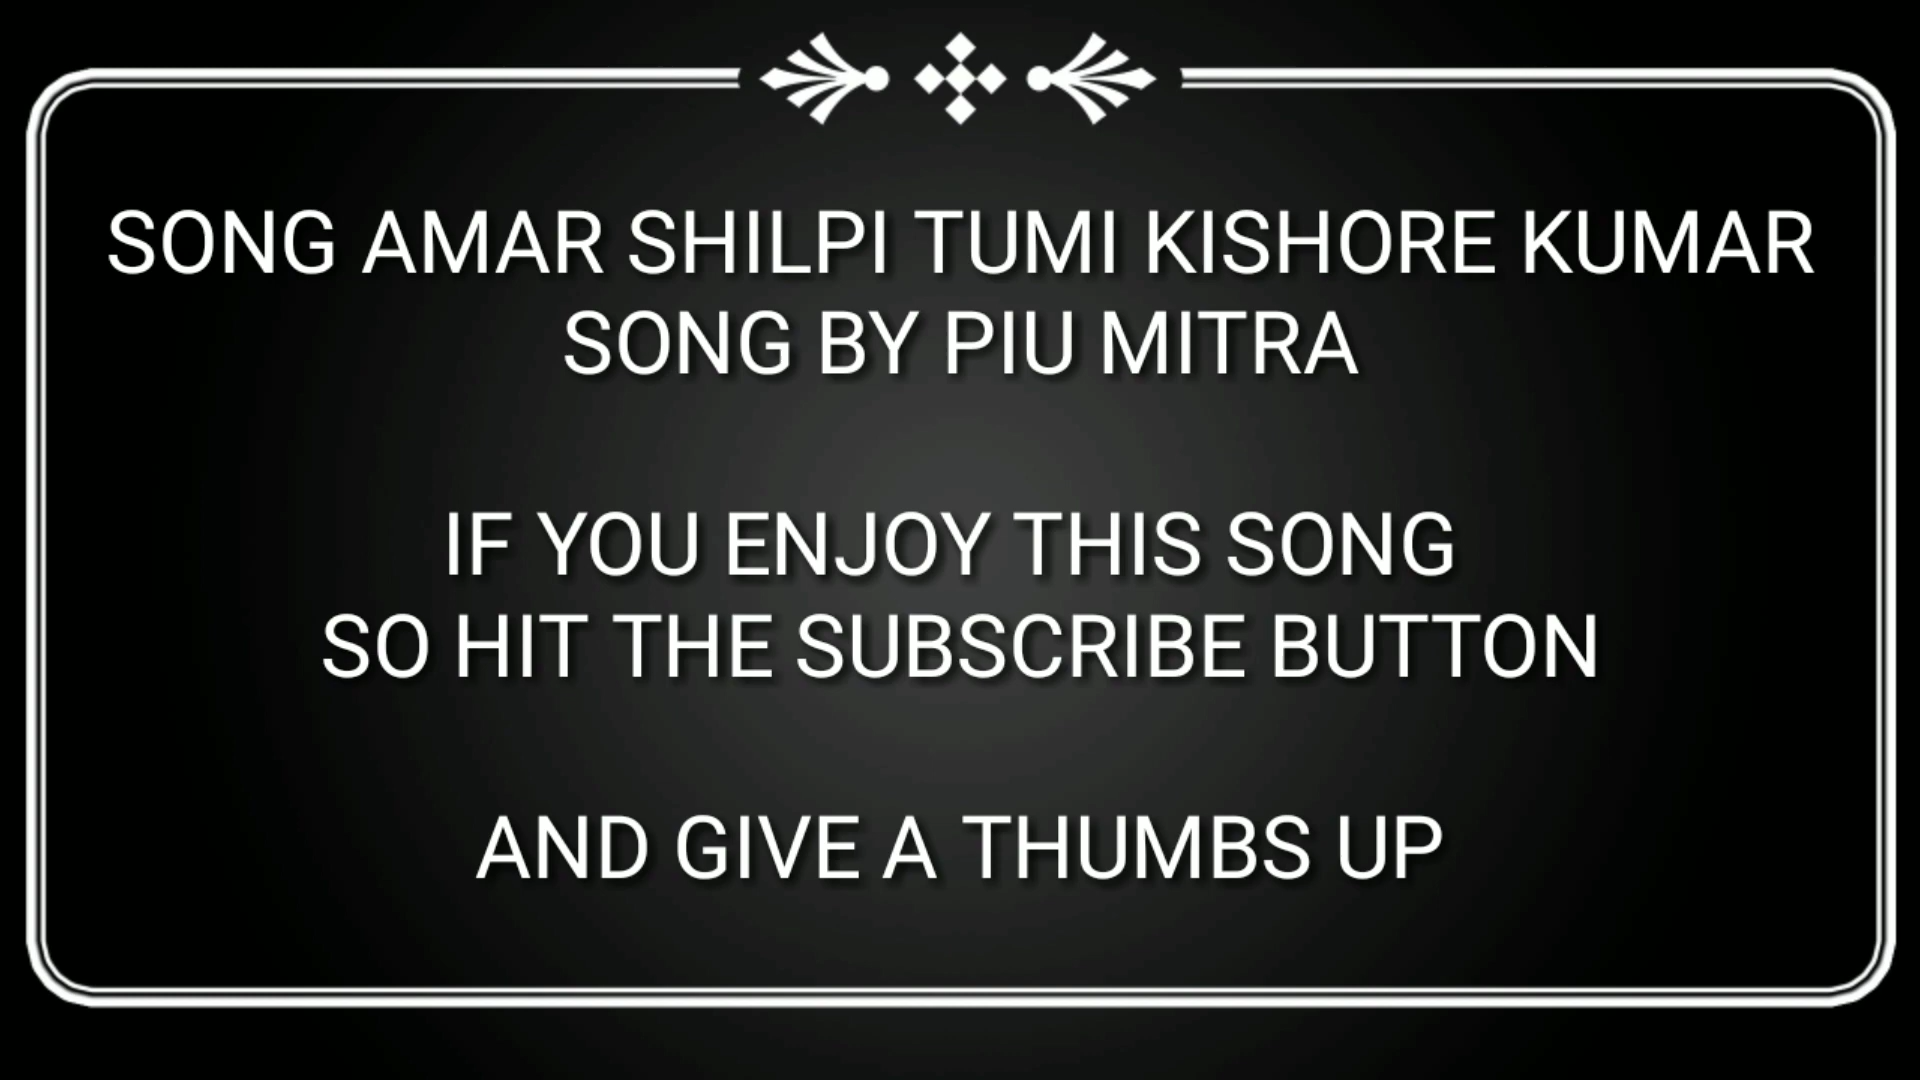 SONG AMAR SHILPI TUMI KISHORE KUMAR
SONG BY PIU MITRA
IF YOU ENJOY THIS SONG
SO HIT THE SUBSCRIBE BUTTON
AND GIVE A THUMBS UP